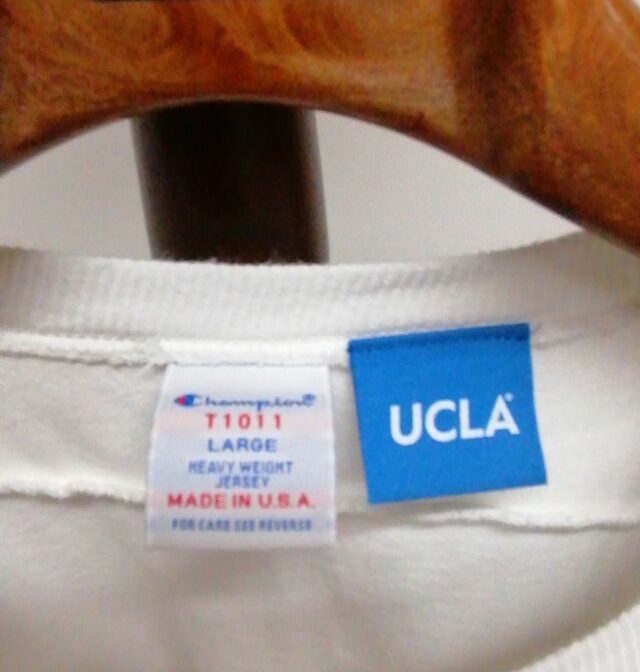 Champion®
T1011
LARGE
HEAVY WEIGHT
JERSEY
MADE IN U.S.A.
FOR CARE SEE REVERSE
UCLA®